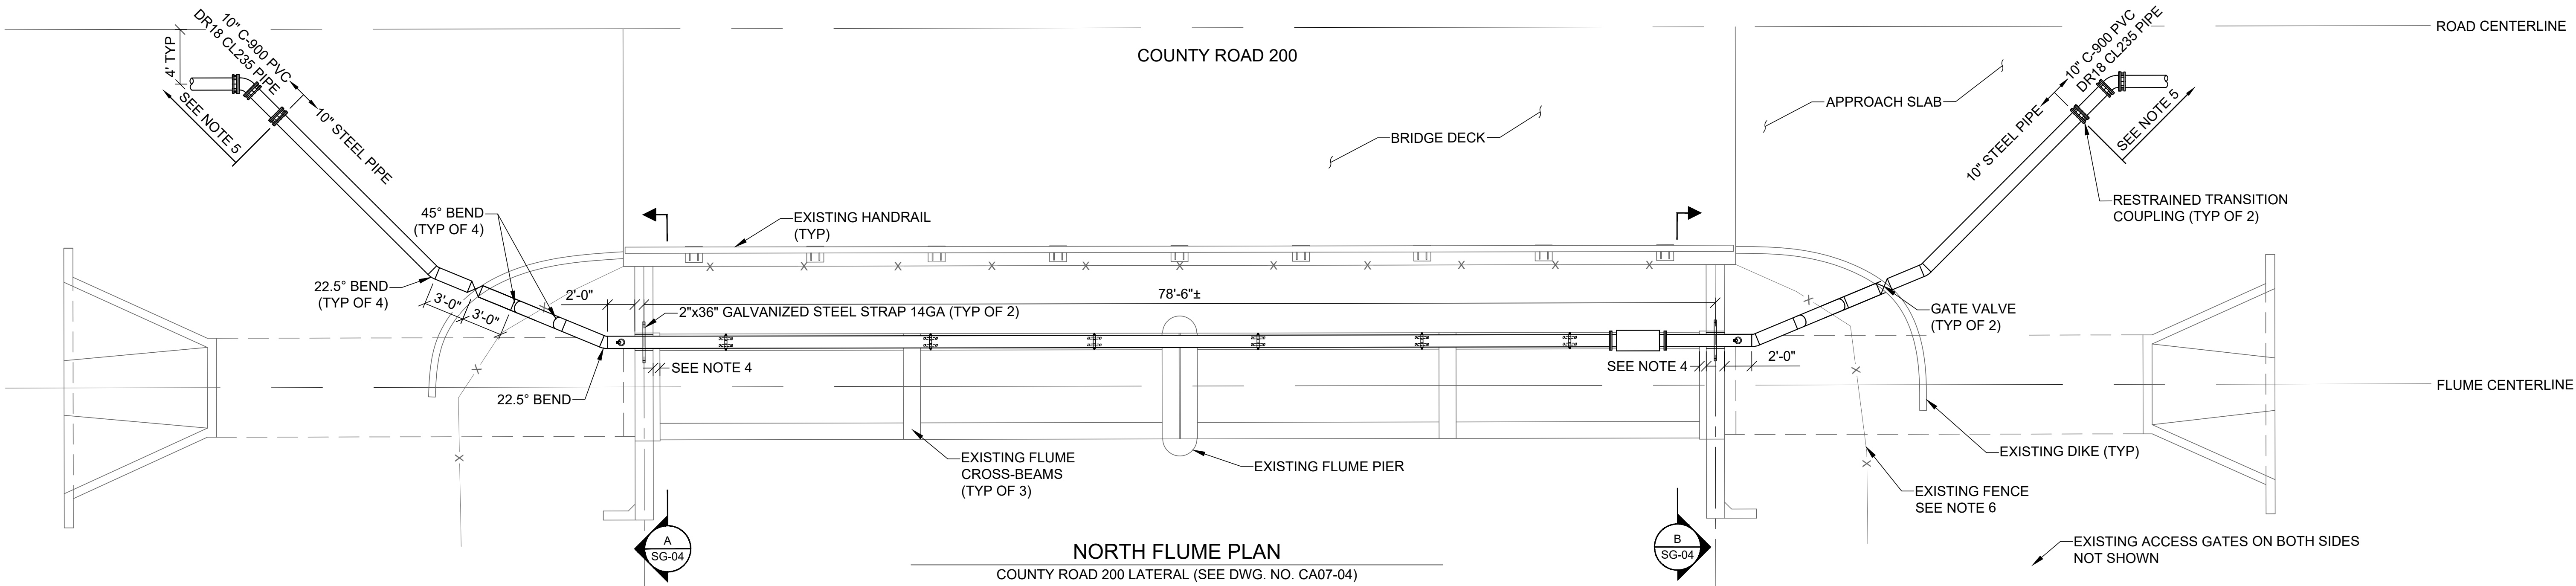 ROAD CENTERLINE
10" C-900 PVC
DR18 CL235 PIPE
4' TYP
SEE NOTE 5
10" STEEL PIPE
COUNTY ROAD 200
BRIDGE DECK
APPROACH SLAB
10" C-900 PVC
DR18 CL235 PIPE
10" STEEL PIPE
SEE NOTE 5
RESTRAINED TRANSITION
COUPLING (TYP OF 2)
45° BEND
(TYP OF 4)
EXISTING HANDRAIL
(TYP)
22.5° BEND
(TYP OF 4)
3'-0"
3'-0"
2'-0"
78'-6"±
2"x36" GALVANIZED STEEL STRAP 14GA (TYP OF 2)
GATE VALVE
(TYP OF 2)
SEE NOTE 4
SEE NOTE 4
2'-0"
22.5° BEND
FLUME CENTERLINE
EXISTING FLUME
CROSS-BEAMS
(TYP OF 3)
EXISTING FLUME PIER
EXISTING DIKE (TYP)
EXISTING FENCE
SEE NOTE 6
A
SG-04
B
SG-04
EXISTING ACCESS GATES ON BOTH SIDES
NOT SHOWN
NORTH FLUME PLAN
COUNTY ROAD 200 LATERAL (SEE DWG. NO. CA07-04)